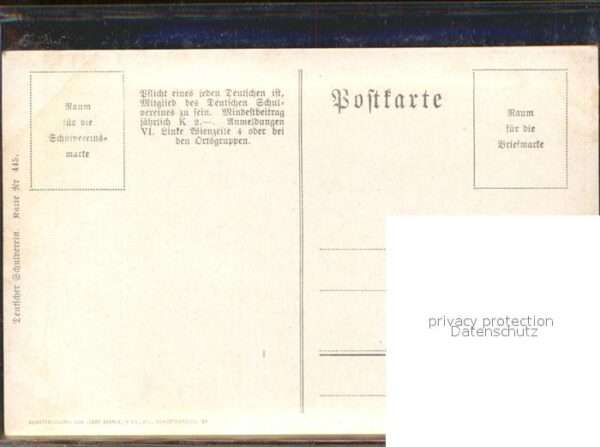 Raum
für die
Schulvereins-
marke
Pflicht eines jeden Deutschen ist,
Mitglied des Deutschen Schul-
vereines zu sein. Mindestbeitrag
jährlich K 2.—. Anmeldungen
VI. Linke Wienzeile 4 oder bei
den Ortsgruppen.
Postkarte
Raum
für die
Briefmarke
Deutscher Schulverein. Karte Nr 445.
privacy protection
Datenschutz